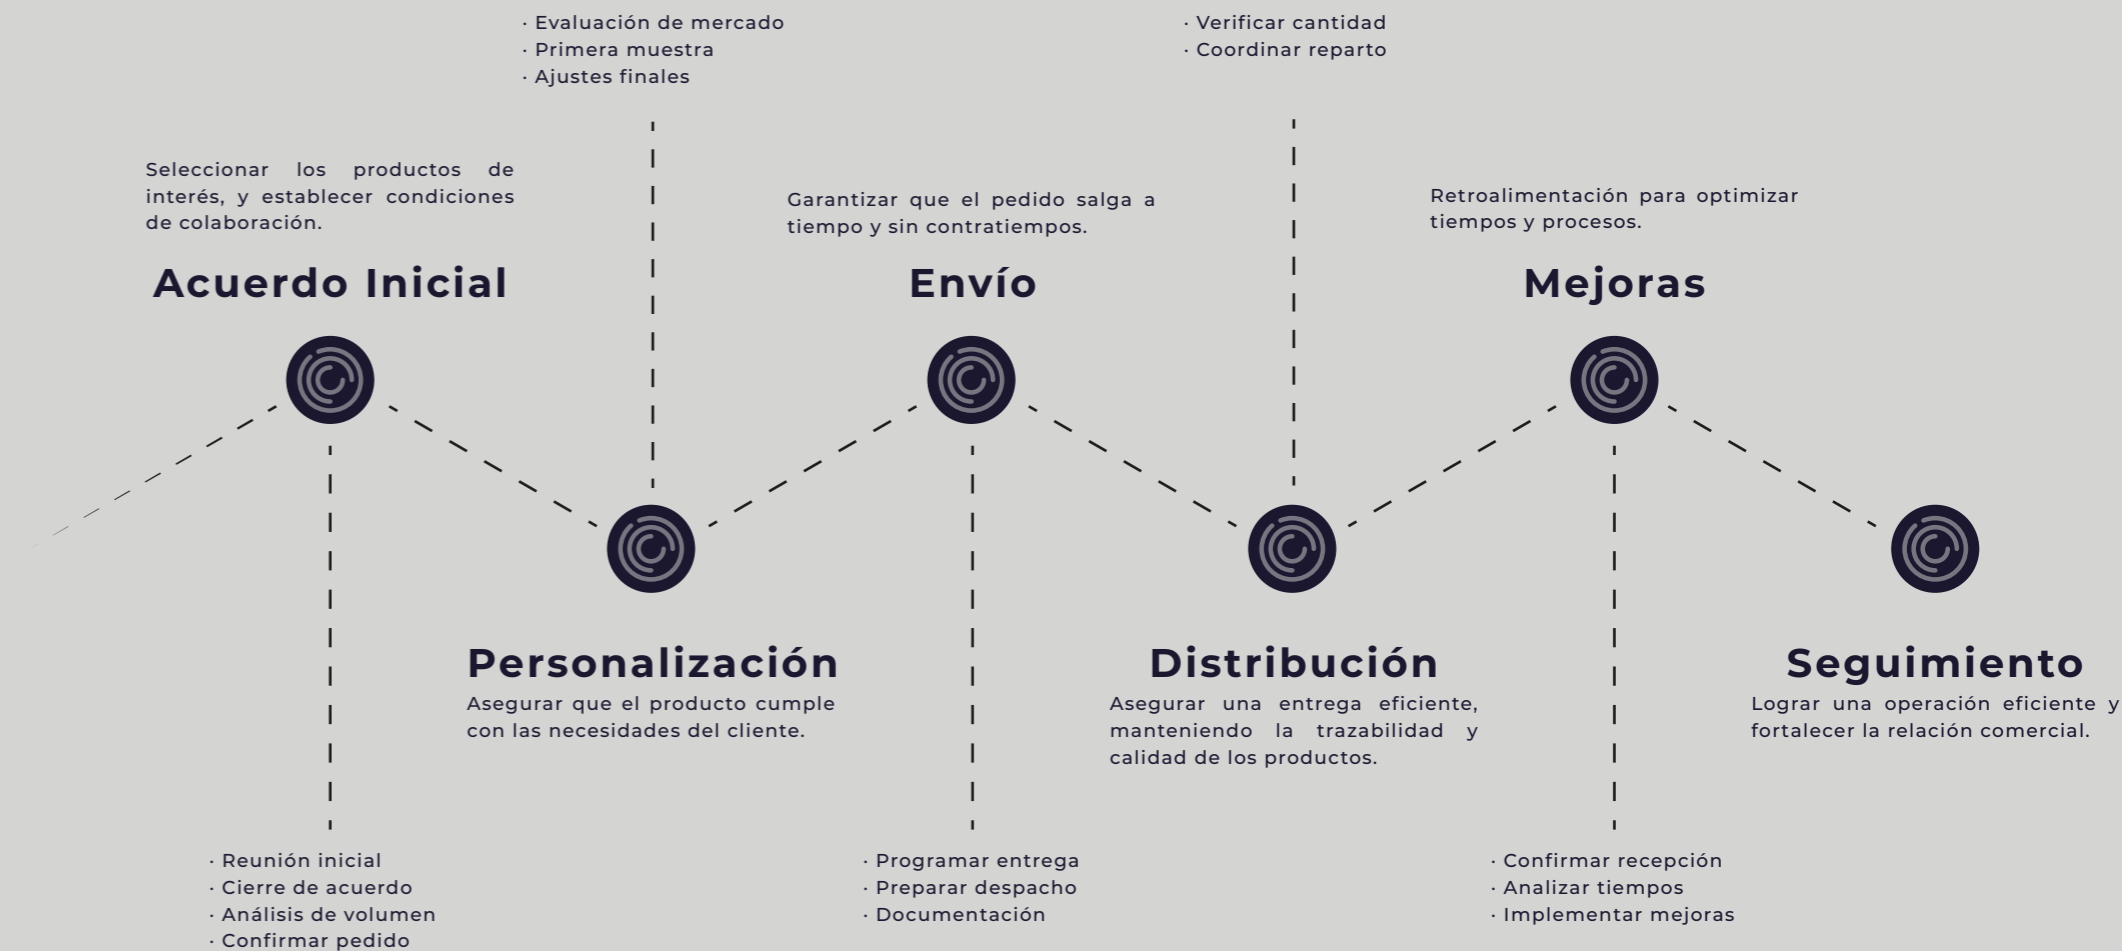 · Evaluación de mercado
· Primera muestra
· Ajustes finales
· Verificar cantidad
· Coordinar reparto
Seleccionar los productos de
interés, y establecer condiciones
de colaboración.
Acuerdo Inicial
Garantizar que el pedido salga a
tiempo y sin contratiempos.
Envío
Retroalimentación para optimizar
tiempos y procesos.
Mejoras
Personalización
Asegurar que el producto cumple
con las necesidades del cliente.
Distribución
Asegurar una entrega eficiente,
manteniendo la trazabilidad y
calidad de los productos.
Seguimiento
Lograr una operación eficiente y
fortalecer la relación comercial.
· Reunión inicial
· Cierre de acuerdo
· Análisis de volumen
· Confirmar pedido
· Programar entrega
· Preparar despacho
· Documentación
· Confirmar recepción
· Analizar tiempos
· Implementar mejoras